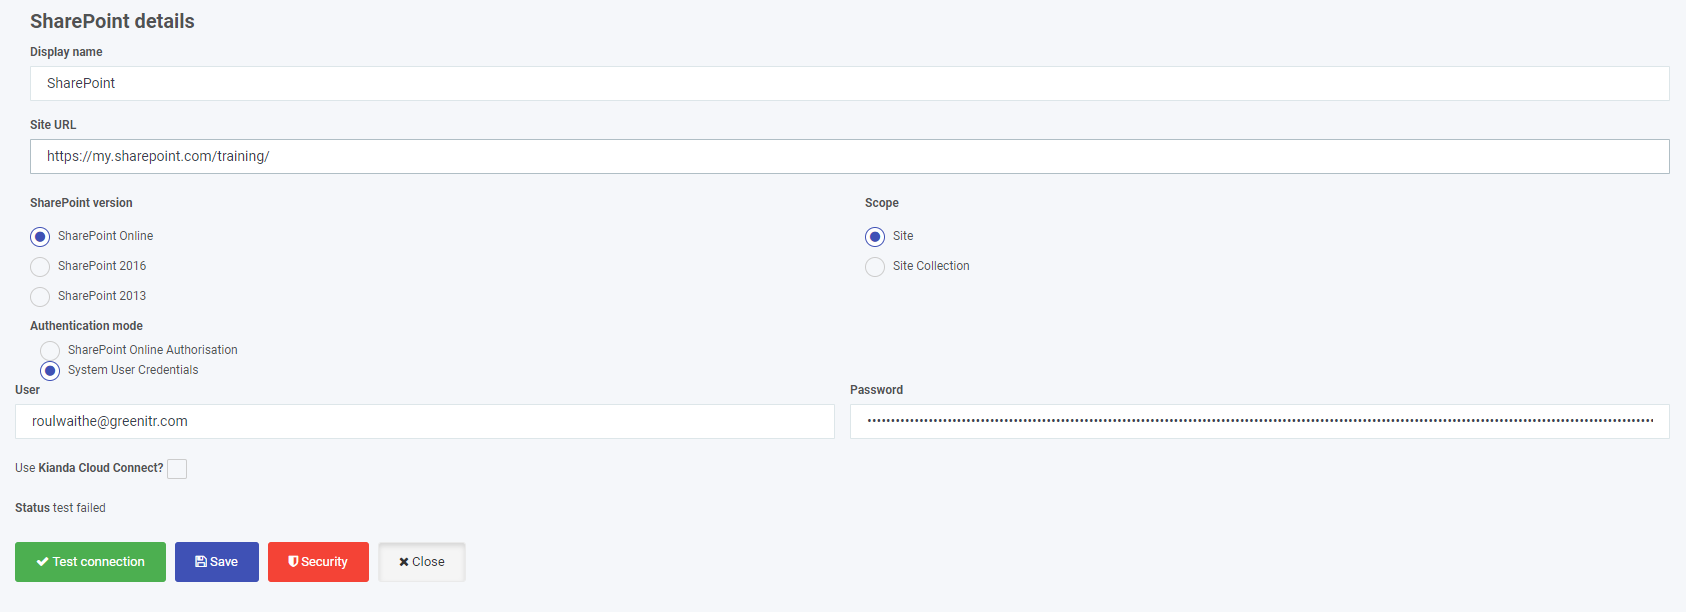 SharePoint details
Display name
SharePoint
Site URL
https://my.sharepoint.com/training/
SharePoint version
Scope
SharePoint Online
Site
SharePoint 2016
Site Collection
SharePoint 2013
Authentication mode
SharePoint Online Authorisation
System User Credentials
User
Password
roulwaithe@greenitr.com
Use Kianda Cloud Connect?
Status test failed
Test connection
Save
Security
Close